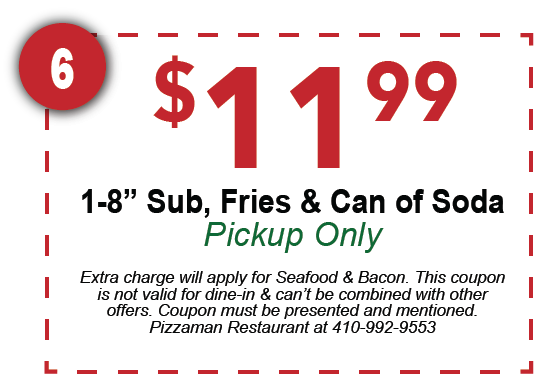 6
$11.99
1-8” Sub, Fries & Can of Soda
Pickup Only
Extra charge will apply for Seafood & Bacon. This coupon
is not valid for dine-in & can’t be combined with other
offers. Coupon must be presented and mentioned.
Pizzaman Restaurant at 410-992-9553